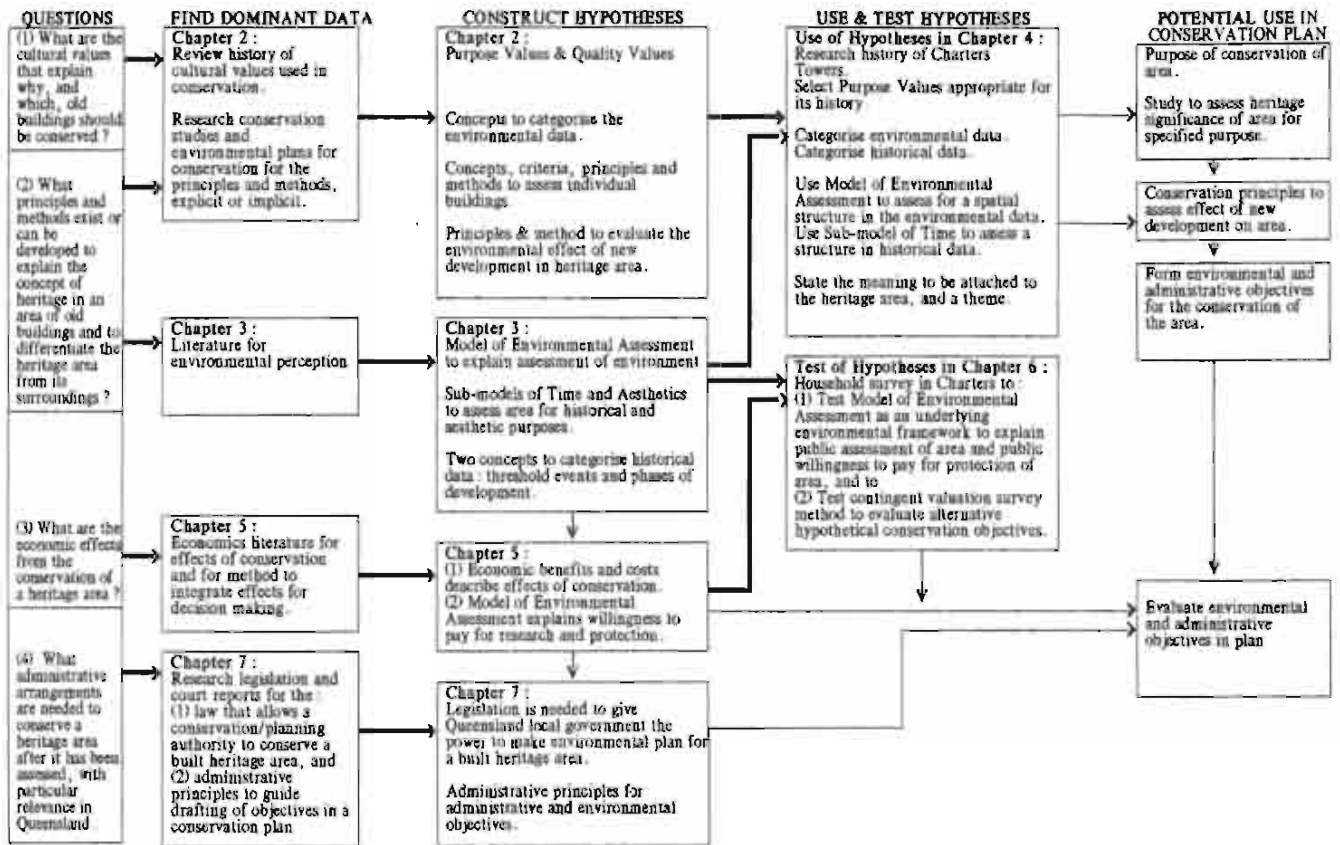 QUESTIONS
(1) What are the
cultural values
that explain
why, and
which, old
buildings should
be conserved ?
(2) What
principles and
methods exist or
can be
developed to
explain the
concept of
heritage in an
area of old
buildings and to
differentiate the
heritage area
from its
surroundings ?
(3) What are the
economic effects
from the
conservation of
a heritage area ?
(4) What
administrative
arrangements
are needed to
conserve a
heritage area
after it has been
assessed, with
particular
relevance in
Queensland
FIND DOMINANT DATA
Chapter 2 :
Review history of
cultural values used in
conservation.
Research conservation
studies and
environmental plans for
conservation for the
principles and methods,
explicit or implicit.
Chapter 3 :
Literature for
environmental perception
Chapter 5 :
Economics literature for
effects of conservation
and for method to
integrate effects for
decision making.
Chapter 7 :
Research legislation and
court reports for the :
(1) law that allows a
conservation/planning
authority to conserve a
built heritage area, and
(2) administrative
principles to guide
drafting of objectives in a
conservation plan
CONSTRUCT HYPOTHESES
Chapter 2 :
Purpose Values & Quality Values
Concepts to categorise the
environmental data.
Concepts, criteria, principles and
methods to assess individual
buildings
Principles & method to evaluate the
environmental effect of new
development in heritage area.
Chapter 3 :
Model of Environmental Assessment
to explain assessment of environment
Sub-models of Time and Aesthetics
to assess area for historical and
aesthetic purposes.
Two concepts to categorise historical
data : threshold events and phases of
development.
Chapter 5 :
(1) Economic benefits and costs
describe effects of conservation.
(2) Model of Environmental
Assessment explains willingness to
pay for research and protection.
Chapter 7 :
Legislation is needed to give
Queensland local government the
power to make environmental plan for
a built heritage area.
Administrative principles for
administrative and environmental
objectives.
USE & TEST HYPOTHESES
Use of Hypotheses in Chapter 4 :
Research history of Charters
Towers.
Select Purpose Values appropriate for
its history
Categorise environmental data.
Categorise historical data.
Use Model of Environmental
Assessment to assess for a spatial
structure in the environmental data.
Use Sub-model of Time to assess a
structure in historical data.
State the meaning to be attached to
the heritage area, and a theme.
Test of Hypotheses in Chapter 6 :
Household survey in Charters to :
(1) Test Model of Environmental
Assessment as an underlying
environmental framework to explain
public assessment of area and public
willingness to pay for protection of
area, and to
(2) Test contingent valuation survey
method to evaluate alternative
hypothetical conservation objectives.
POTENTIAL USE IN
CONSERVATION PLAN
Purpose of conservation of
area.
Study to assess heritage
significance of area for
specified purpose.
Conservation principles to
assess effect of new
development on area.
Form environmental and
administrative objectives
for the conservation of
the area.
Evaluate environmental
and administrative
objectives in plan